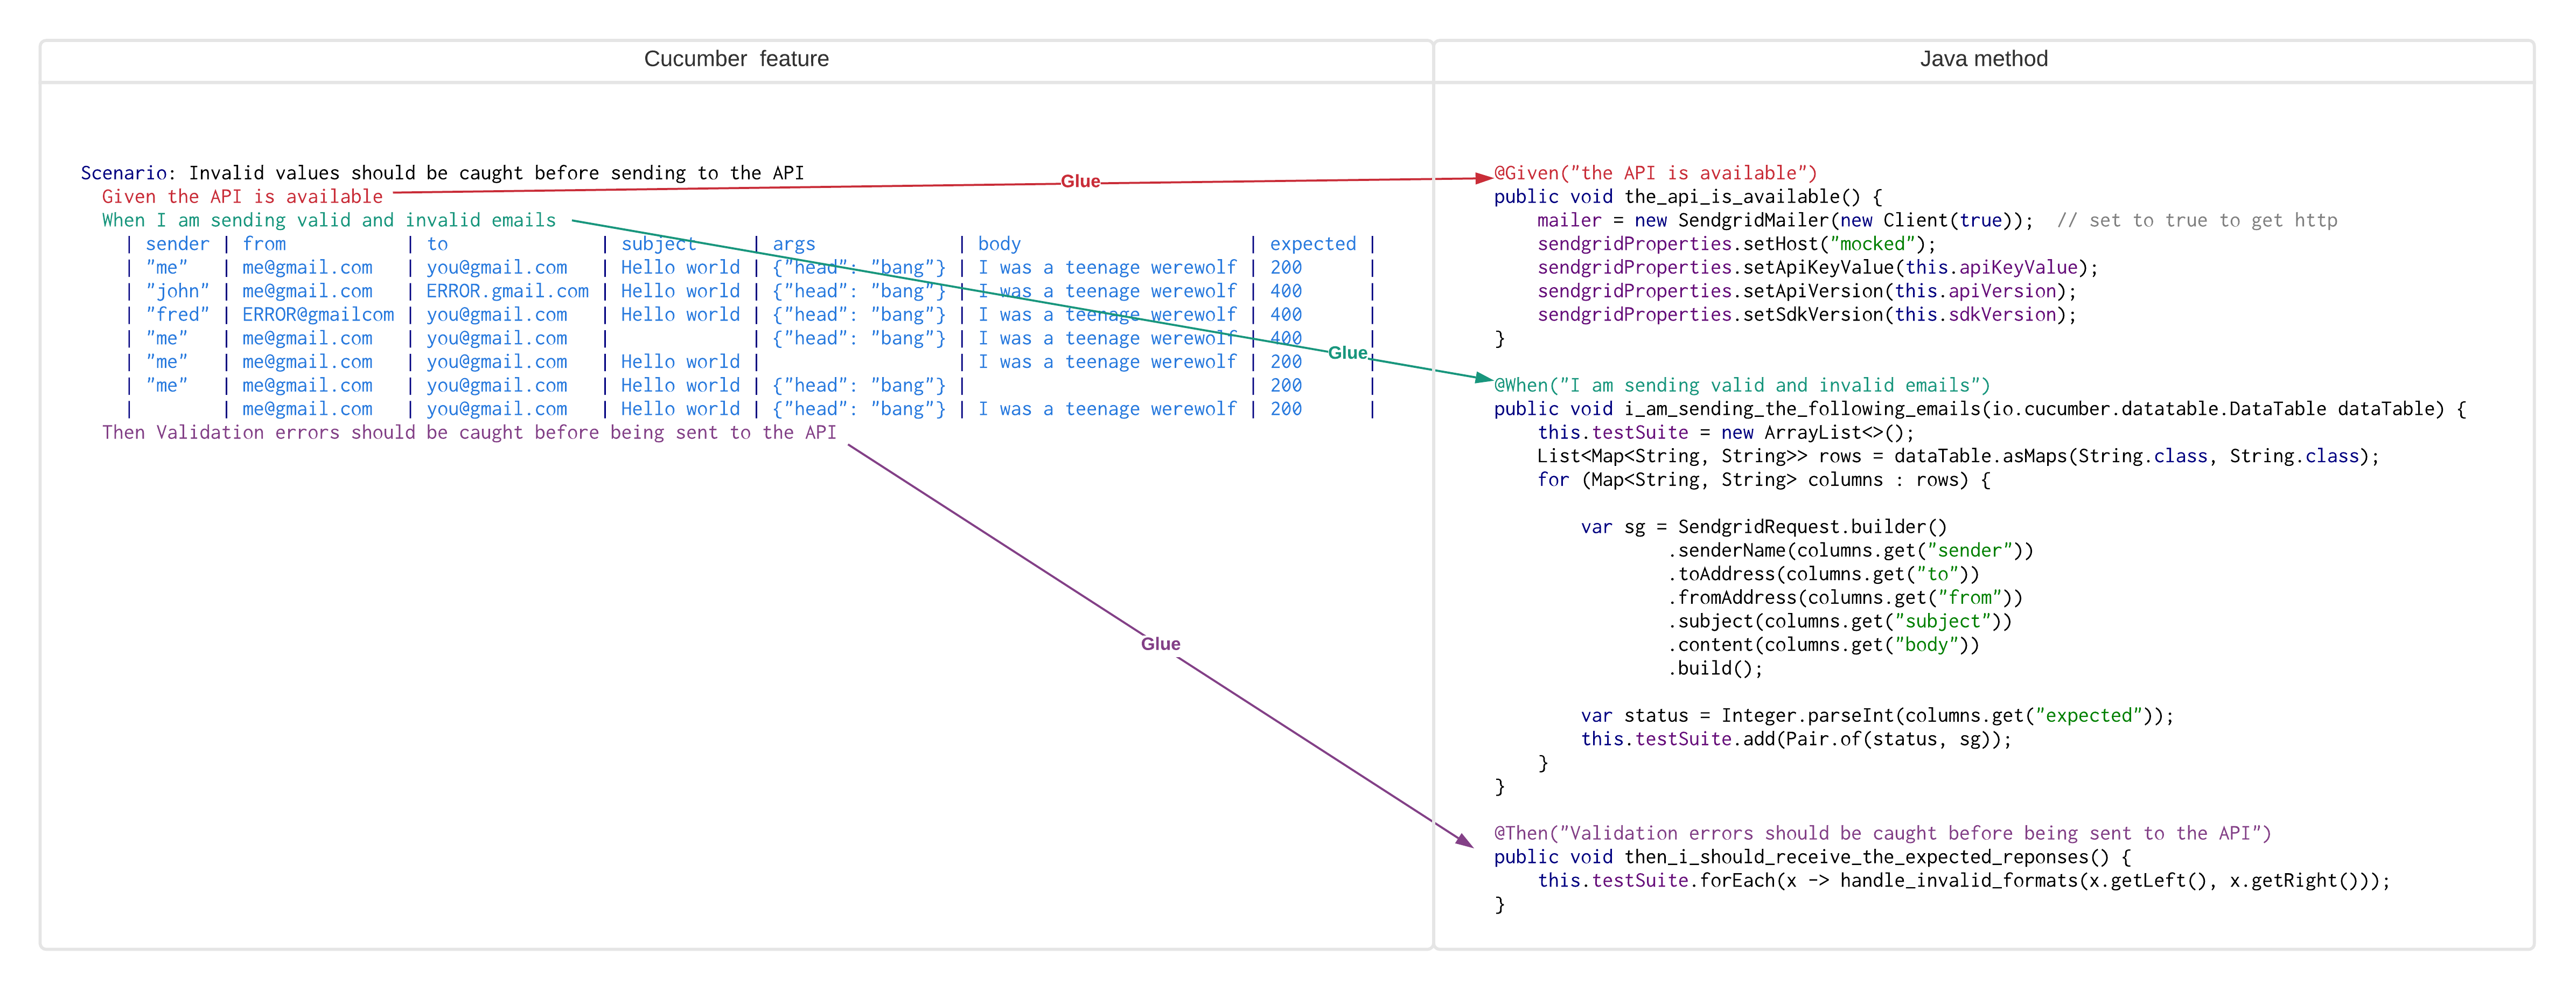 Cucumber  feature
Scenario: Invalid values should be caught before sending to the API
  Given the API is available
  When I am sending valid and invalid emails
    | sender | from           | to              | subject     | args             | body                      | expected |
    | "me"   | me@gmail.com   | you@gmail.com   | Hello world | {"head": "bang"} | I was a teenage werewolf | 200      |
    | "john" | me@gmail.com   | ERROR.gmail.com | Hello world | {"head": "bang"} | I was a teenage werewolf | 400      |
    | "fred" | ERROR@gmailcom | you@gmail.com   | Hello world | {"head": "bang"} | I was a teenage werewolf | 400      |
    | "me"   | me@gmail.com   | you@gmail.com   |             | {"head": "bang"} | I was a teenage werewolf | 400      |
    | "me"   | me@gmail.com   | you@gmail.com   | Hello world |                  | I was a teenage werewolf | 200      |
    | "me"   | me@gmail.com   | you@gmail.com   | Hello world | {"head": "bang"} |                          | 200      |
    |        | me@gmail.com   | you@gmail.com   | Hello world | {"head": "bang"} | I was a teenage werewolf | 200      |
  Then Validation errors should be caught before being sent to the API
Glue
Glue
Glue
Java method
@Given("the API is available")
public void the_api_is_available() {
    mailer = new SendgridMailer(new Client(true));  // set to true to get http
    sendgridProperties.setHost("mocked");
    sendgridProperties.setApiKeyValue(this.apiKeyValue);
    sendgridProperties.setApiVersion(this.apiVersion);
    sendgridProperties.setSdkVersion(this.sdkVersion);
}
@When("I am sending valid and invalid emails")
public void i_am_sending_the_following_emails(io.cucumber.datatable.DataTable dataTable) {
    this.testSuite = new ArrayList<>();
    List<Map<String, String>> rows = dataTable.asMaps(String.class, String.class);
    for (Map<String, String> columns : rows) {
        var sg = SendgridRequest.builder()
                .senderName(columns.get("sender"))
                .toAddress(columns.get("to"))
                .fromAddress(columns.get("from"))
                .subject(columns.get("subject"))
                .content(columns.get("body"))
                .build();
        var status = Integer.parseInt(columns.get("expected"));
        this.testSuite.add(Pair.of(status, sg));
    }
}
@Then("Validation errors should be caught before being sent to the API")
public void then_i_should_receive_the_expected_reponses() {
    this.testSuite.forEach(x -> handle_invalid_formats(x.getLeft(), x.getRight()));
}